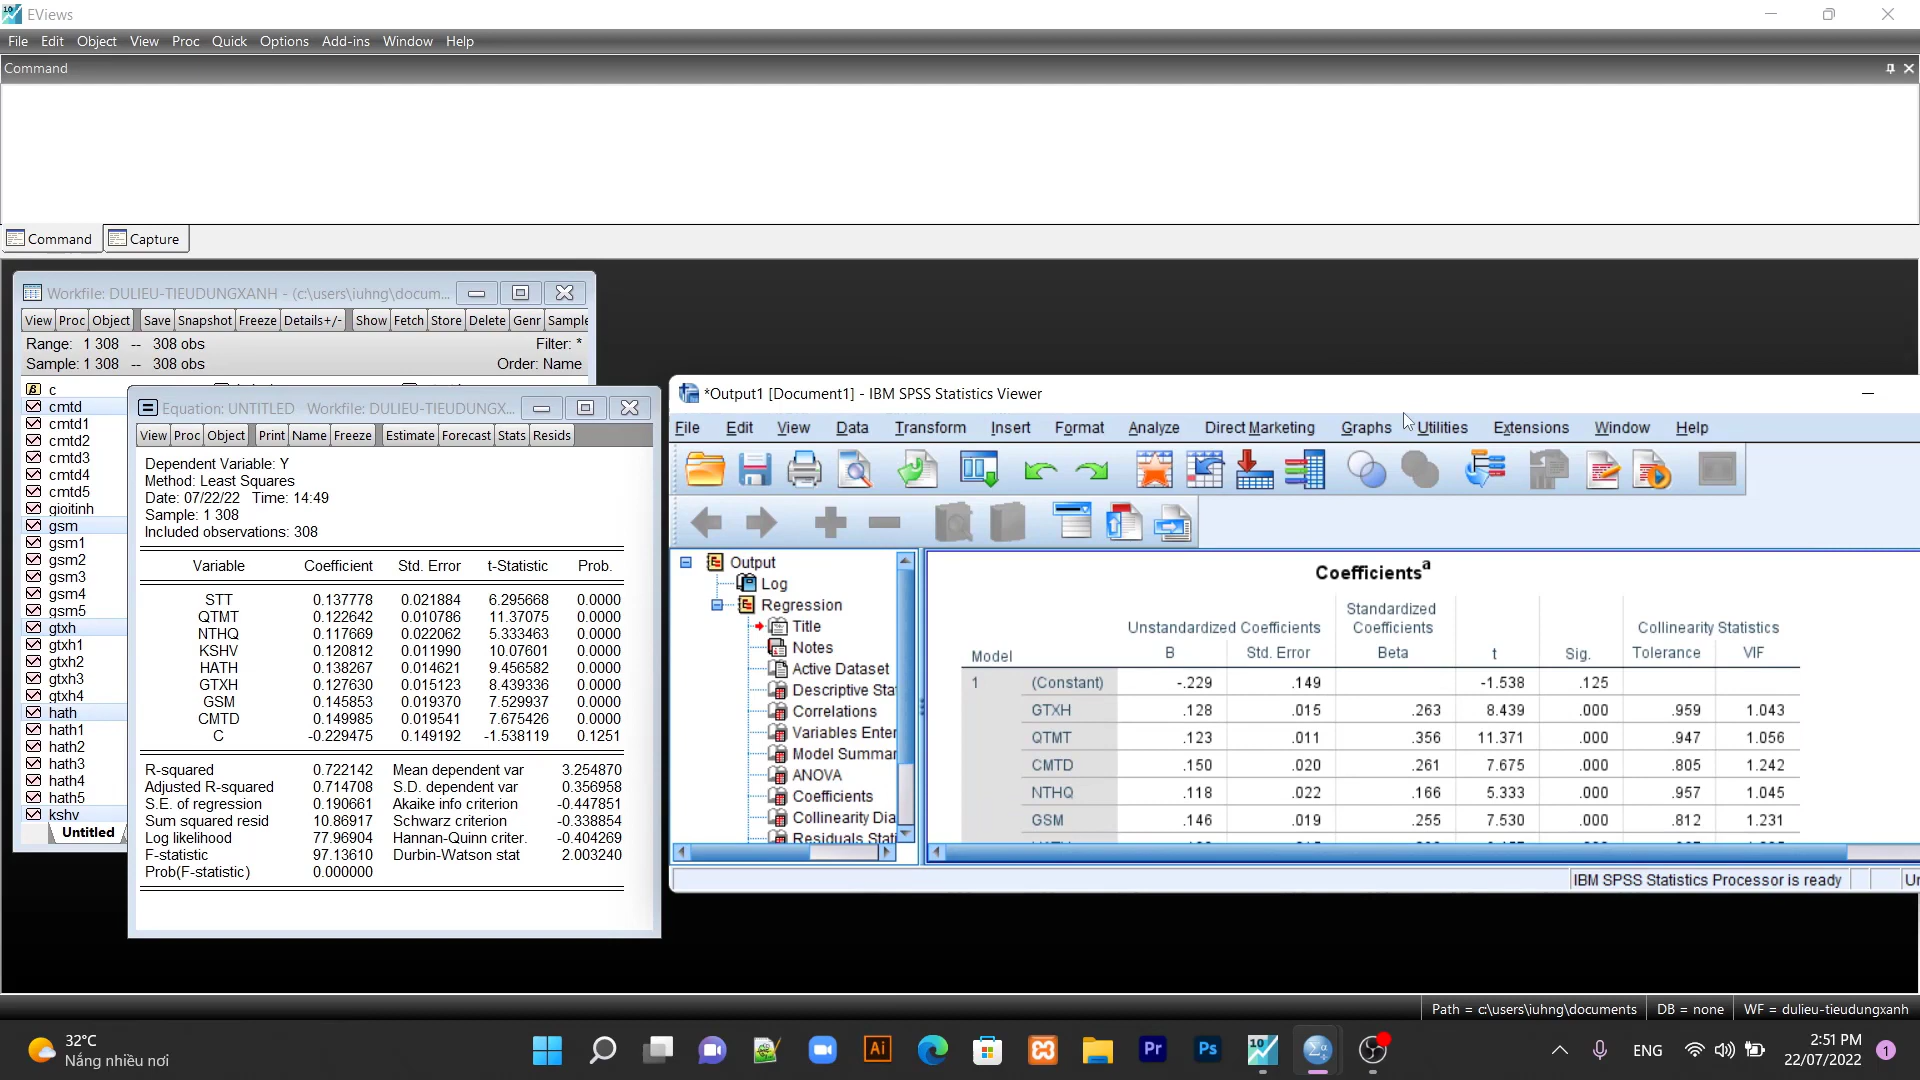 EViews
File Edit Object View Proc Quick Options Add-ins Window Help
Command
Command Capture
Workfile: DULIEU-TIEUDUNGXANH - (c:\users\iuhng\docum...
View Proc Object Save Snapshot Freeze Details+/- Show Fetch Store Delete Genr Sample
Range: 1 308 -- 308 obs Filter: *
Sample: 1 308 -- 308 obs Order: Name
c
cmtd
cmtd1
cmtd2
cmtd3
cmtd4
cmtd5
gioitinh
gsm
gsm1
gsm2
gsm3
gsm4
gsm5
gtxh
gtxh1
gtxh2
gtxh3
gtxh4
hath
hath1
hath2
hath3
hath4
hath5
kshv
Untitled
Equation: UNTITLED Workfile: DULIEU-TIEUDUNGX...
View Proc Object Print Name Freeze Estimate Forecast Stats Resids
Dependent Variable: Y
Method: Least Squares
Date: 07/22/22 Time: 14:49
Sample: 1 308
Included observations: 308
Variable Coefficient Std. Error t-Statistic Prob.
STT 0.137778 0.021884 6.295668 0.0000
QTMT 0.122642 0.010786 11.37075 0.0000
NTHQ 0.117669 0.022062 5.333463 0.0000
KSHV 0.120812 0.011990 10.07601 0.0000
HATH 0.138267 0.014621 9.456582 0.0000
GTXH 0.127630 0.015123 8.439336 0.0000
GSM 0.145853 0.019370 7.529937 0.0000
CMTD 0.149985 0.019541 7.675426 0.0000
C -0.229475 0.149192 -1.538119 0.1251
R-squared 0.722142 Mean dependent var 3.254870
Adjusted R-squared 0.714708 S.D. dependent var 0.356958
S.E. of regression 0.190661 Akaike info criterion -0.447851
Sum squared resid 10.86917 Schwarz criterion -0.338854
Log likelihood 77.96904 Hannan-Quinn criter. -0.404269
F-statistic 97.13610 Durbin-Watson stat 2.003240
Prob(F-statistic) 0.000000
*Output1 [Document1] - IBM SPSS Statistics Viewer
File Edit View Data Transform Insert Format Analyze Direct Marketing Graphs Utilities Extensions Window Help
Output
Log
Regression
Title
Notes
Active Dataset
Descriptive Sta
Correlations
Variables Enter
Model Summar
ANOVA
Coefficients
Collinearity Dia
Residuals Stati
Coefficientsa
Unstandardized Coefficients Standardized Coefficients Collinearity Statistics
Model B Std. Error Beta t Sig. Tolerance VIF
1 (Constant) -.229 .149 -1.538 .125
GTXH .128 .015 .263 8.439 .000 .959 1.043
QTMT .123 .011 .356 11.371 .000 .947 1.056
CMTD .150 .020 .261 7.675 .000 .805 1.242
NTHQ .118 .022 .166 5.333 .000 .957 1.045
GSM .146 .019 .255 7.530 .000 .812 1.231
IBM SPSS Statistics Processor is ready
Path = c:\users\iuhng\documents DB = none WF = dulieu-tieudungxanh
32°C
Nắng nhiều nơi
Ai
Pr
Ps
10
ENG
2:51 PM
22/07/2022
1